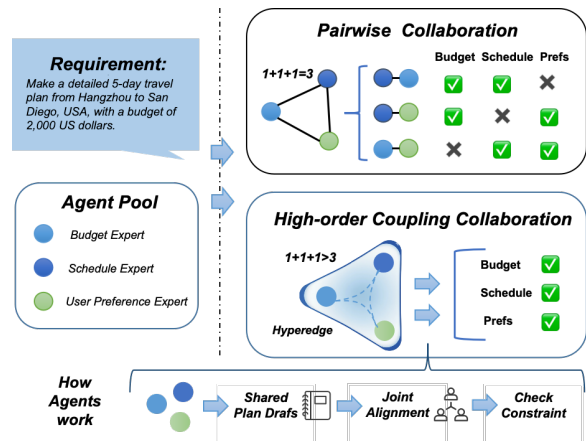 Requirement:
Make a detailed 5-day travel
plan from Hangzhou to San
Diego, USA, with a budget of
2,000 US dollars.
Agent Pool
Budget Expert
Schedule Expert
User Preference Expert
Pairwise Collaboration
1+1+1=3
Budget Schedule Prefs
High-order Coupling Collaboration
1+1+1>3
Hyperedge
Budget
Schedule
Prefs
How
Agents
work
Shared
Plan Drafs
Joint
Alignment
Check
Constraint